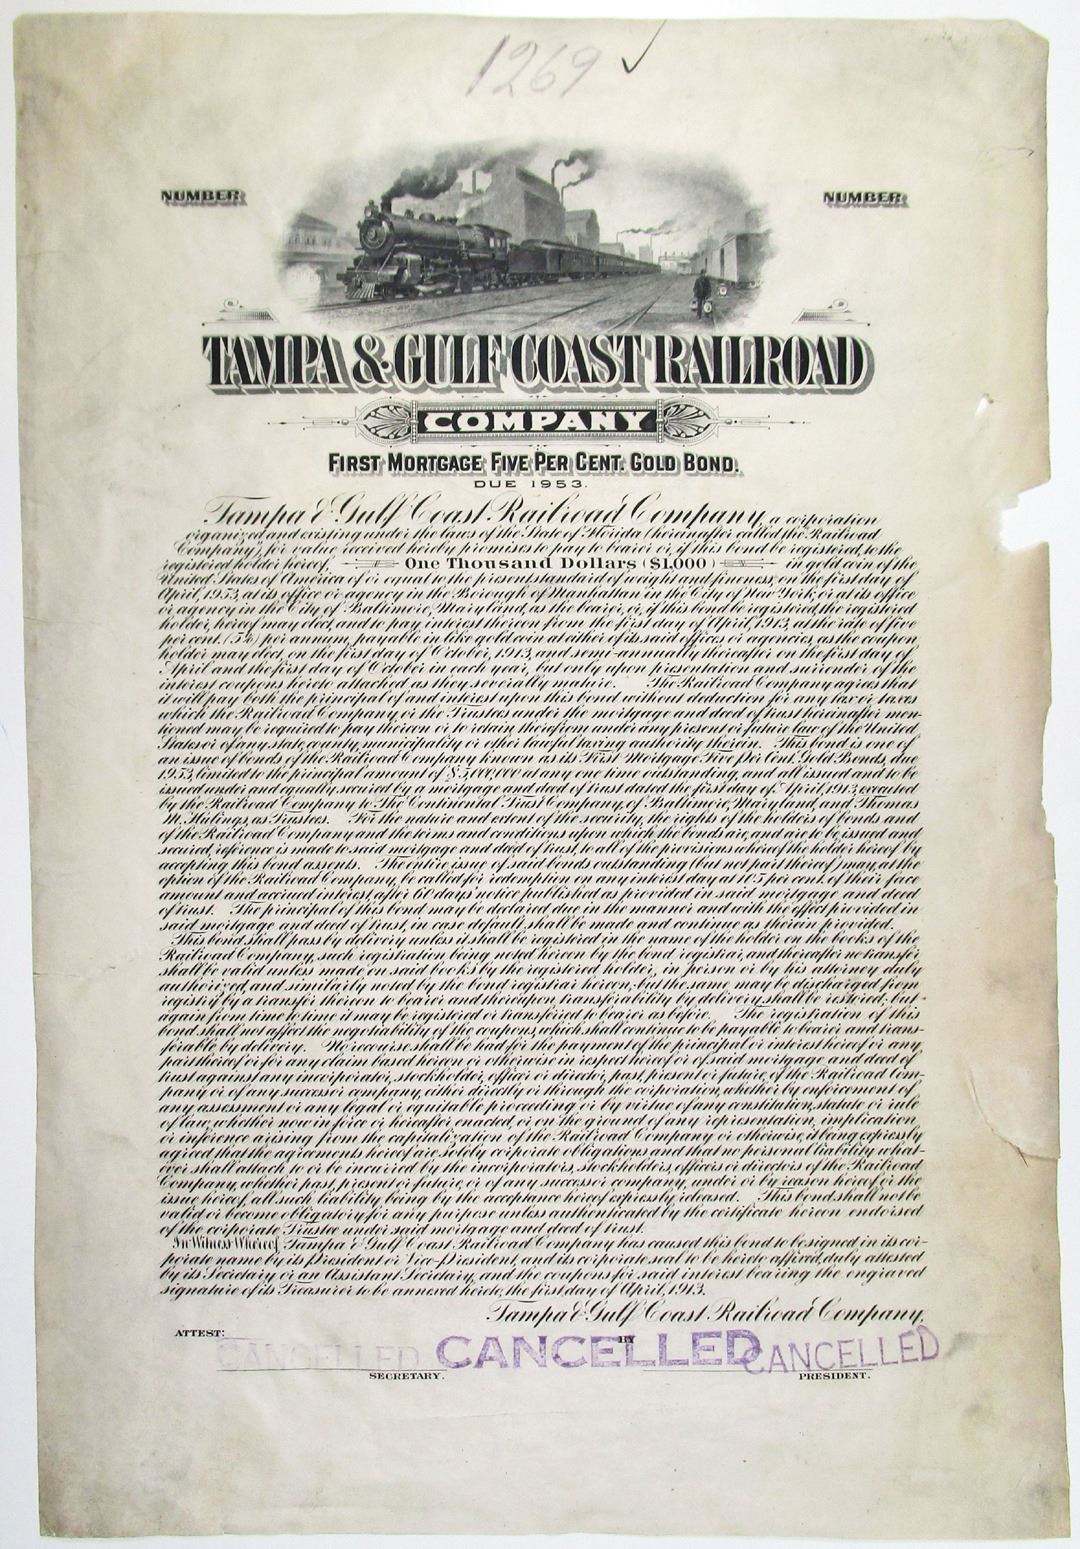 1269 ✓
NUMBER NUMBER
TAMPA & GULF COAST RAILROAD
COMPANY
FIRST MORTGAGE FIVE PER CENT. GOLD BOND.
DUE 1953.
Tampa & Gulf Coast Railroad Company, a corporation
organized and existing under the laws of the State of Florida (hereinafter called the Railroad
Company), for value received hereby promises to pay to bearer or, if this bond be registered, to the
registered holder hereof, One Thousand Dollars ($1,000) in gold coin of the
United States of America of or equal to the present standard of weight and fineness, on the first day of
April, 1953, at its office or agency in the Borough of Manhattan in the City of New York, or at its office
or agency in the City of Baltimore, Maryland, as the bearer, or, if this bond be registered, the registered
holder, hereof may elect, and to pay interest thereon from the first day of April, 1913, at the rate of five
per cent. (5%) per annum, payable in like gold coin at either of its said offices or agencies, as the coupon
holder may elect, on the first day of October, 1913, and semi-annually thereafter on the first day of
April and the first day of October in each year, but only upon presentation and surrender of the
interest coupons hereto attached as they severally mature. The Railroad Company agrees that
it will pay both the principal of and interest upon this bond without deduction for any tax or taxes
which the Railroad Company or the Trustees under the mortgage and deed of trust hereinafter men-
tioned may be required to pay thereon or to retain therefrom under any present or future law of the United
States or of any state, county, municipality or other lawful taxing authority therein. This bond is one of
an issue of bonds of the Railroad Company known as its First Mortgage Five Per Cent. Gold Bonds, due
1953, limited to the principal amount of $5,000,000 at any one time outstanding, and all issued and to be
issued under and equally secured by a mortgage and deed of trust dated the first day of April, 1913, executed
by the Railroad Company to The Continental Trust Company, of Baltimore, Maryland, and Thomas
M. Hulings, as Trustees. For the nature and extent of the security, the rights of the holders of bonds and
of the Railroad Company and the terms and conditions upon which the bonds are, and are to be issued and
secured, reference is made to said mortgage and deed of trust, to all of the provisions whereof the holder hereof by
accepting this bond assents. The entire issue of said bonds outstanding (but not part thereof) may, at the
option of the Railroad Company, be called for redemption on any interest day at 105 per cent. of their face
amount and accrued interest, after 60 days' notice published as provided in said mortgage and deed
of trust. The principal of this bond may be declared due in the manner and with the effect provided in
said mortgage and deed of trust, in case default shall be made and continue as therein provided.
This bond shall pass by delivery unless it shall be registered in the name of the holder on the books of the
Railroad Company, such registration being noted hereon by the bond registrar, and thereafter no transfer
shall be valid unless made on said books by the registered holder, in person or by his attorney duly
authorized, and similarly noted by the bond registrar hereon; but the same may be discharged from
registry by a transfer thereon to bearer and thereupon transferability by delivery shall be restored; but
again from time to time it may be registered or transferred to bearer as before. The registration of this
bond shall not affect the negotiability of the coupons, which shall continue to be payable to bearer and trans-
ferable by delivery. No recourse shall be had for the payment of the principal or interest hereof or any
part hereof or for any claim based hereon or otherwise in respect hereof or of said mortgage and deed of
trust against any incorporator, stockholder, officer or director, past, present or future, of the Railroad Com-
pany or of any successor company, either directly or through the corporation, whether by enforcement of
any assessment or any legal or equitable proceeding or by virtue of any constitution, statute or rule
of law, whether now in force or hereafter enacted, or on the ground of any representation, implication
or inference arising from the capitalization of the Railroad Company or otherwise, it being expressly
agreed that the agreements hereof are solely corporate obligations and that no personal liability what-
ever shall attach to or be incurred by the incorporators, stockholders, officers or directors of the Railroad
Company, whether past, present or future, or of any successor company, under or by reason hereof or the
issue hereof, all such liability being by the acceptance hereof expressly released. This bond shall not be
valid or become obligatory for any purpose unless authenticated by the certificate hereon endorsed
of the corporate Trustee under said mortgage and deed of trust.
In Witness Whereof, Tampa & Gulf Coast Railroad Company has caused this bond to be signed in its cor-
porate name by its President or Vice-President, and its corporate seal to be hereto affixed, duly attested
by its Secretary or an Assistant Secretary, and the coupons for said interest bearing the engraved
signature of its Treasurer to be annexed hereto, the first day of April, 1913.
Tampa & Gulf Coast Railroad Company,
ATTEST: BY
CANCELLED CANCELLED CANCELLED
SECRETARY. PRESIDENT.